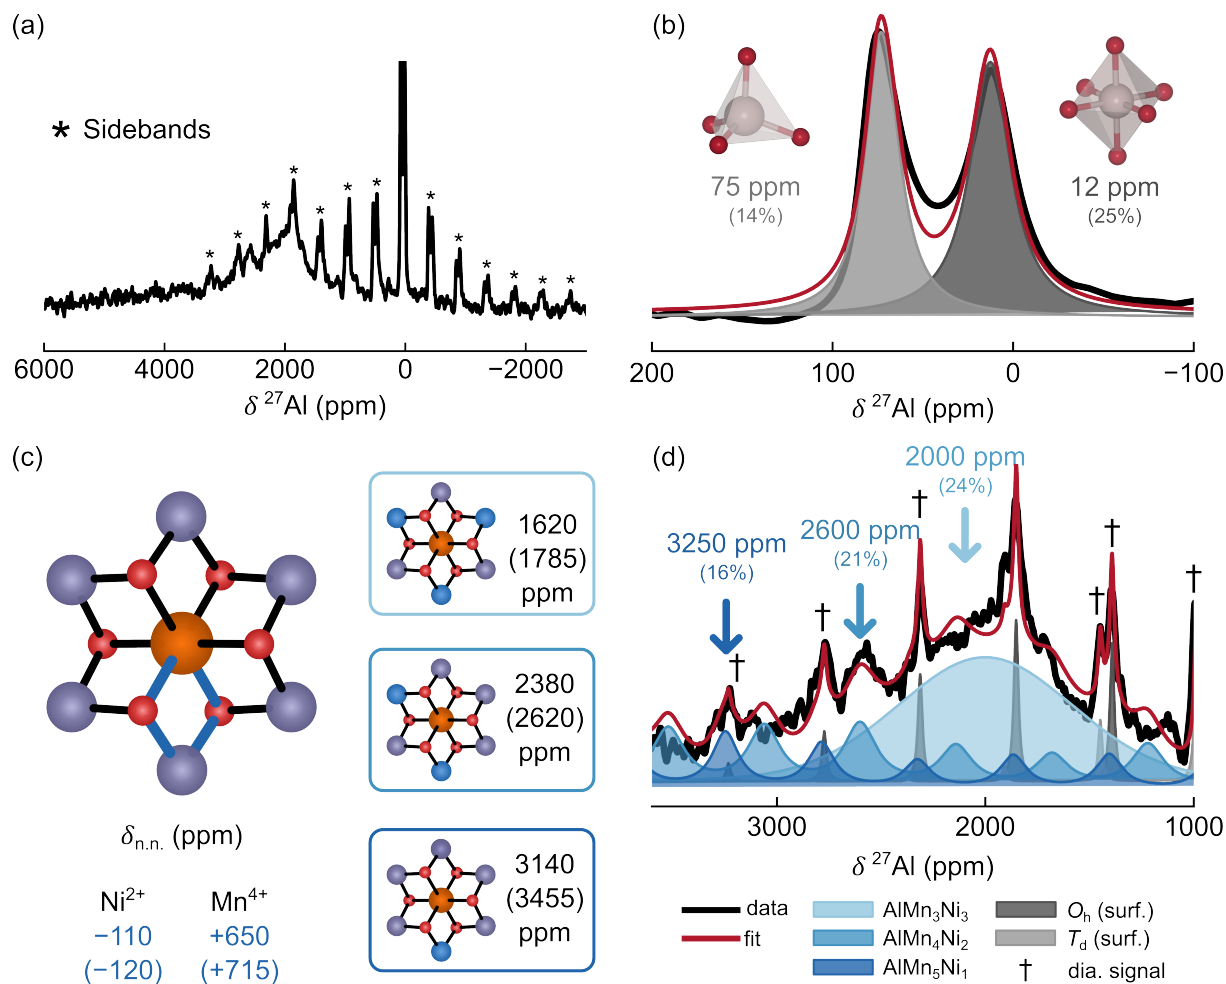 (a)
* Sidebands
* * * * * * * * * * * * * *
6000 4000 2000 0 −2000
δ ²⁷Al (ppm)
(b)
75 ppm
(14%)
12 ppm
(25%)
200 100 0 −100
δ ²⁷Al (ppm)
(c)
1620
(1785)
ppm
2380
(2620)
ppm
3140
(3455)
ppm
δn.n. (ppm)
Ni²⁺ Mn⁴⁺
−110 +650
(−120) (+715)
(d)
2000 ppm
(24%)
2600 ppm
(21%)
3250 ppm
(16%)
† † † † † †
3000 2000 1000
δ ²⁷Al (ppm)
data
fit
AlMn₃Ni₃
AlMn₄Ni₂
AlMn₅Ni₁
Oh (surf.)
Td (surf.)
† dia. signal